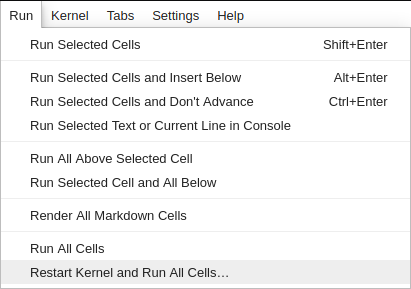 Run Kernel Tabs Settings Help
Run Selected Cells Shift+Enter
Run Selected Cells and Insert Below Alt+Enter
Run Selected Cells and Don't Advance Ctrl+Enter
Run Selected Text or Current Line in Console
Run All Above Selected Cell
Run Selected Cell and All Below
Render All Markdown Cells
Run All Cells
Restart Kernel and Run All Cells…